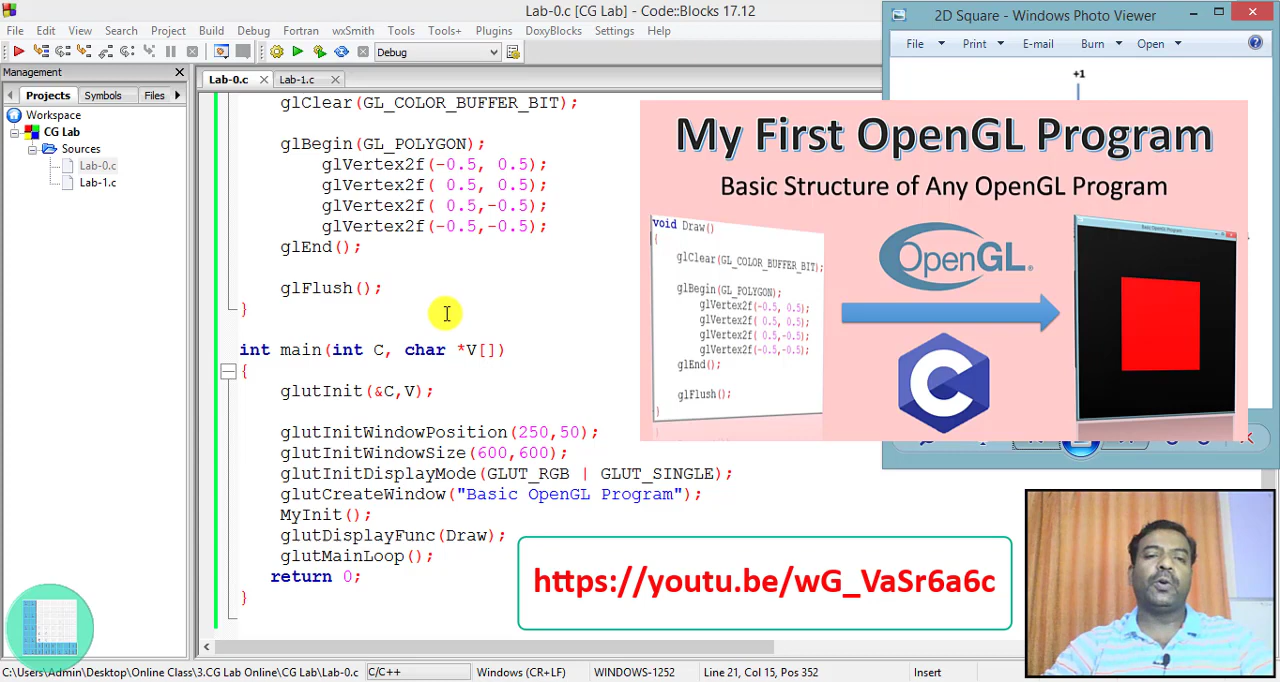 Lab-0.c [CG Lab] - Code::Blocks 17.12
File Edit View Search Project Build Debug Fortran wxSmith Tools Tools+ Plugins DoxyBlocks Settings Help
Debug
Management
Projects Symbols Files
Workspace
CG Lab
Sources
Lab-0.c
Lab-1.c
Lab-0.c Lab-1.c
glClear(GL_COLOR_BUFFER_BIT);
glBegin(GL_POLYGON);
glVertex2f(-0.5, 0.5);
glVertex2f( 0.5, 0.5);
glVertex2f( 0.5,-0.5);
glVertex2f(-0.5,-0.5);
glEnd();
glFlush();
}
int main(int C, char *V[])
{
glutInit(&C,V);
glutInitWindowPosition(250,50);
glutInitWindowSize(600,600);
glutInitDisplayMode(GLUT_RGB | GLUT_SINGLE);
glutCreateWindow("Basic OpenGL Program");
MyInit();
glutDisplayFunc(Draw);
glutMainLoop();
return 0;
}
2D Square - Windows Photo Viewer
File Print E-mail Burn Open
+1
My First OpenGL Program
Basic Structure of Any OpenGL Program
void Draw()
{
glClear(GL_COLOR_BUFFER_BIT);
glBegin(GL_POLYGON);
glVertex2f(-0.5, 0.5);
glVertex2f( 0.5, 0.5);
glVertex2f( 0.5,-0.5);
glVertex2f(-0.5,-0.5);
glEnd();
glFlush();
}
OpenGL
C
Basic OpenGL Program
https://youtu.be/wG_VaSr6a6c
C:\Users\Admin\Desktop\Online Class\3.CG Lab Online\CG Lab\Lab-0.c C/C++ Windows (CR+LF) WINDOWS-1252 Line 21, Col 15, Pos 352 Insert